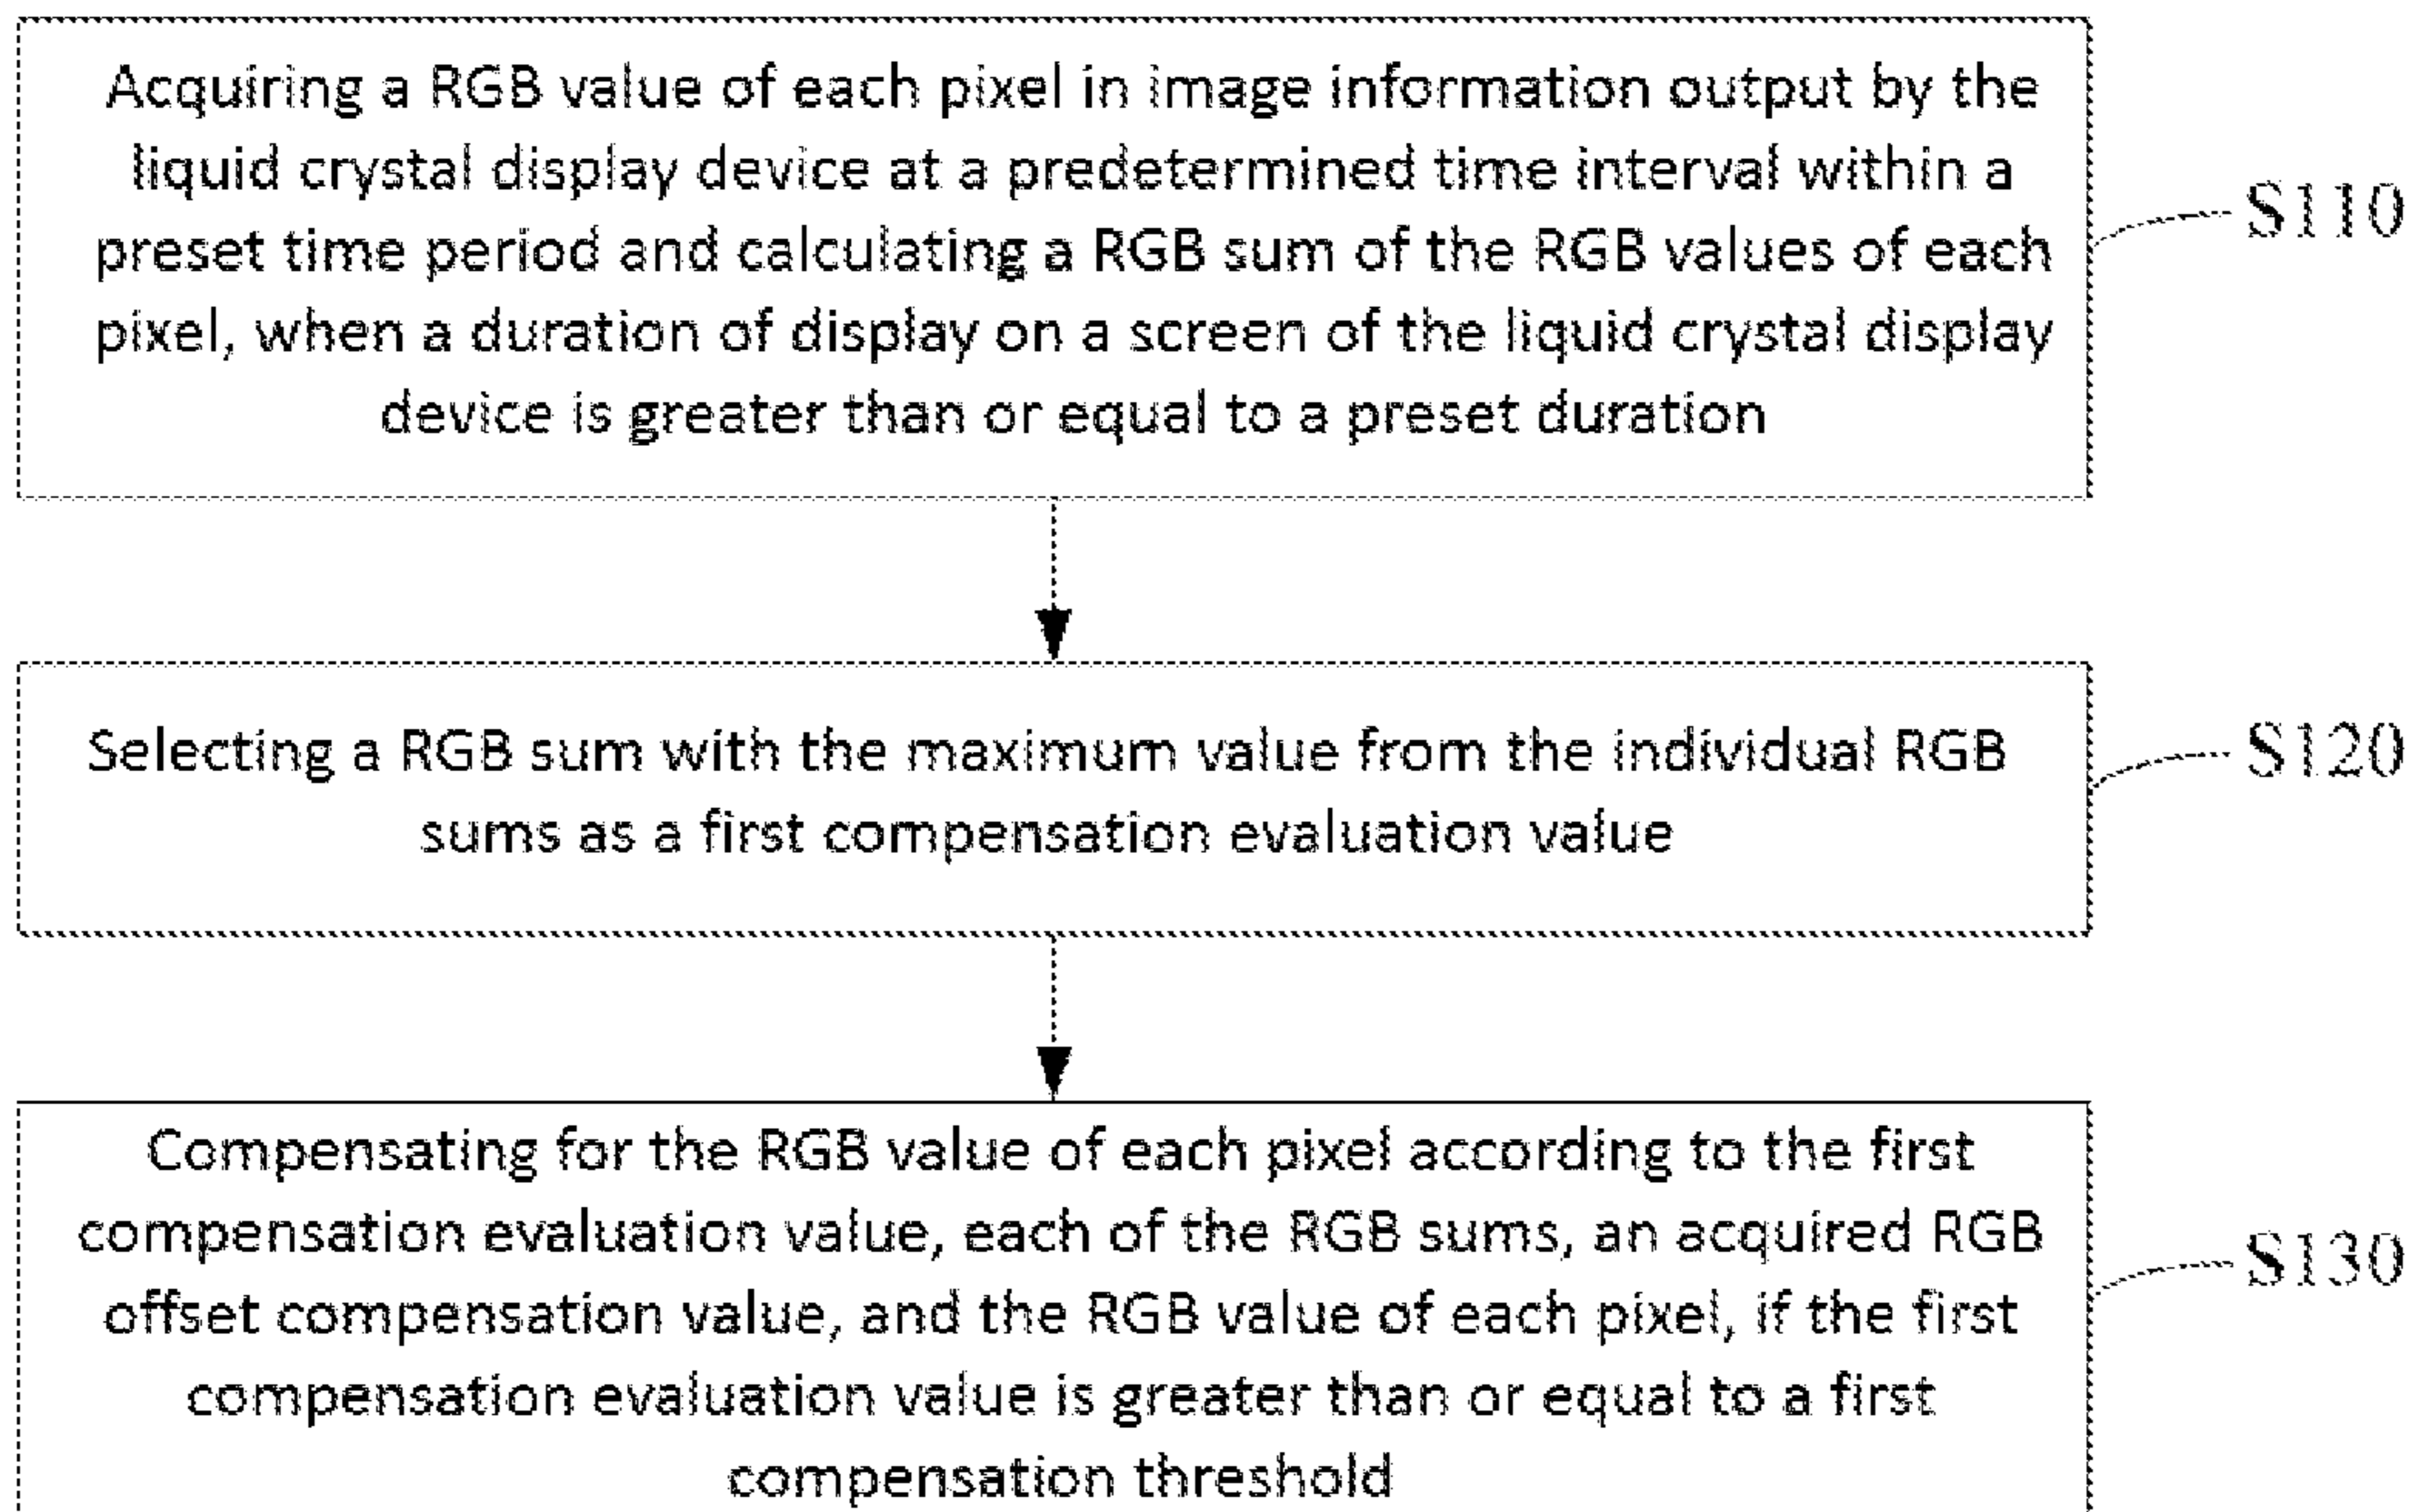 Acquiring a RGB value of each pixel in image information output by the
liquid crystal display device at a predetermined time interval within a
preset time period and calculating a RGB sum of the RGB values of each
pixel, when a duration of display on a screen of the liquid crystal display
device is greater than or equal to a preset duration
S110
Selecting a RGB sum with the maximum value from the individual RGB
sums as a first compensation evaluation value
S120
Compensating for the RGB value of each pixel according to the first
compensation evaluation value, each of the RGB sums, an acquired RGB
offset compensation value, and the RGB value of each pixel, if the first
compensation evaluation value is greater than or equal to a first
compensation threshold
S130